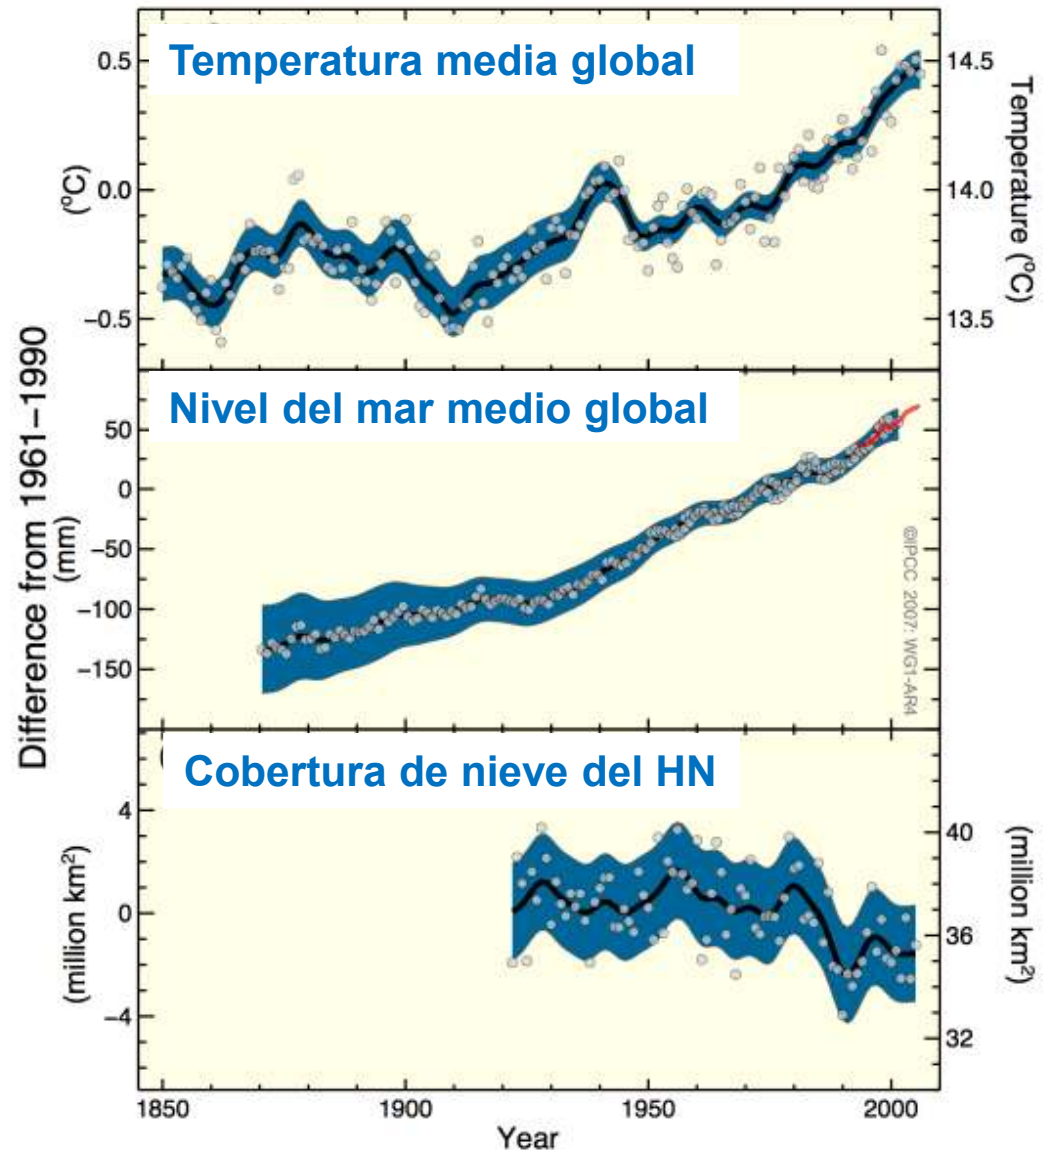 Temperatura media global
0.5
0.0
−0.5
(ºC)
14.5
14.0
13.5
Temperature (ºC)
Difference from 1961−1990
Nivel del mar medio global
50
0
−50
−100
−150
(mm)
©IPCC 2007: WG1-AR4
Cobertura de nieve del HN
4
0
−4
(million km²)
40
36
32
(million km²)
1850
1900
1950
2000
Year